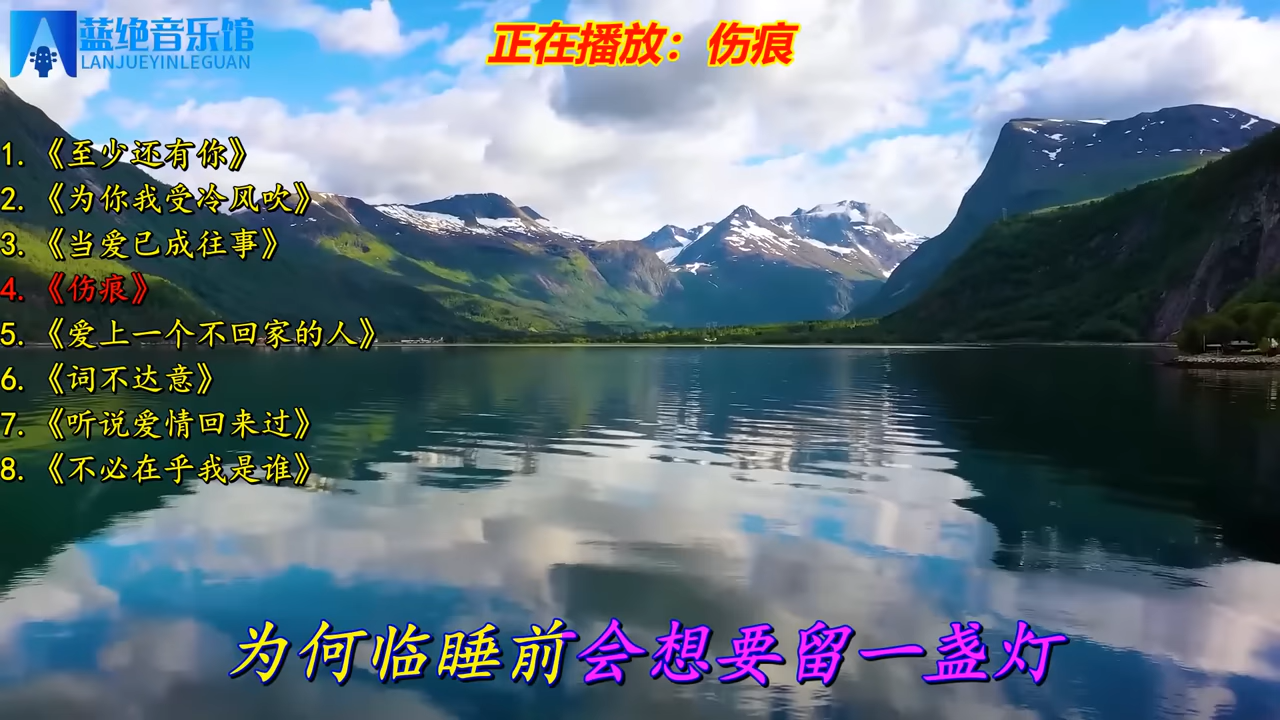 蓝绝音乐馆
LANJUEYINLEGUAN
正在播放：伤痕
1.《至少还有你》
2.《为你我受冷风吹》
3.《当爱已成往事》
4.《伤痕》
5.《爱上一个不回家的人》
6.《词不达意》
7.《听说爱情回来过》
8.《不必在乎我是谁》
为何临睡前会想要留一盏灯